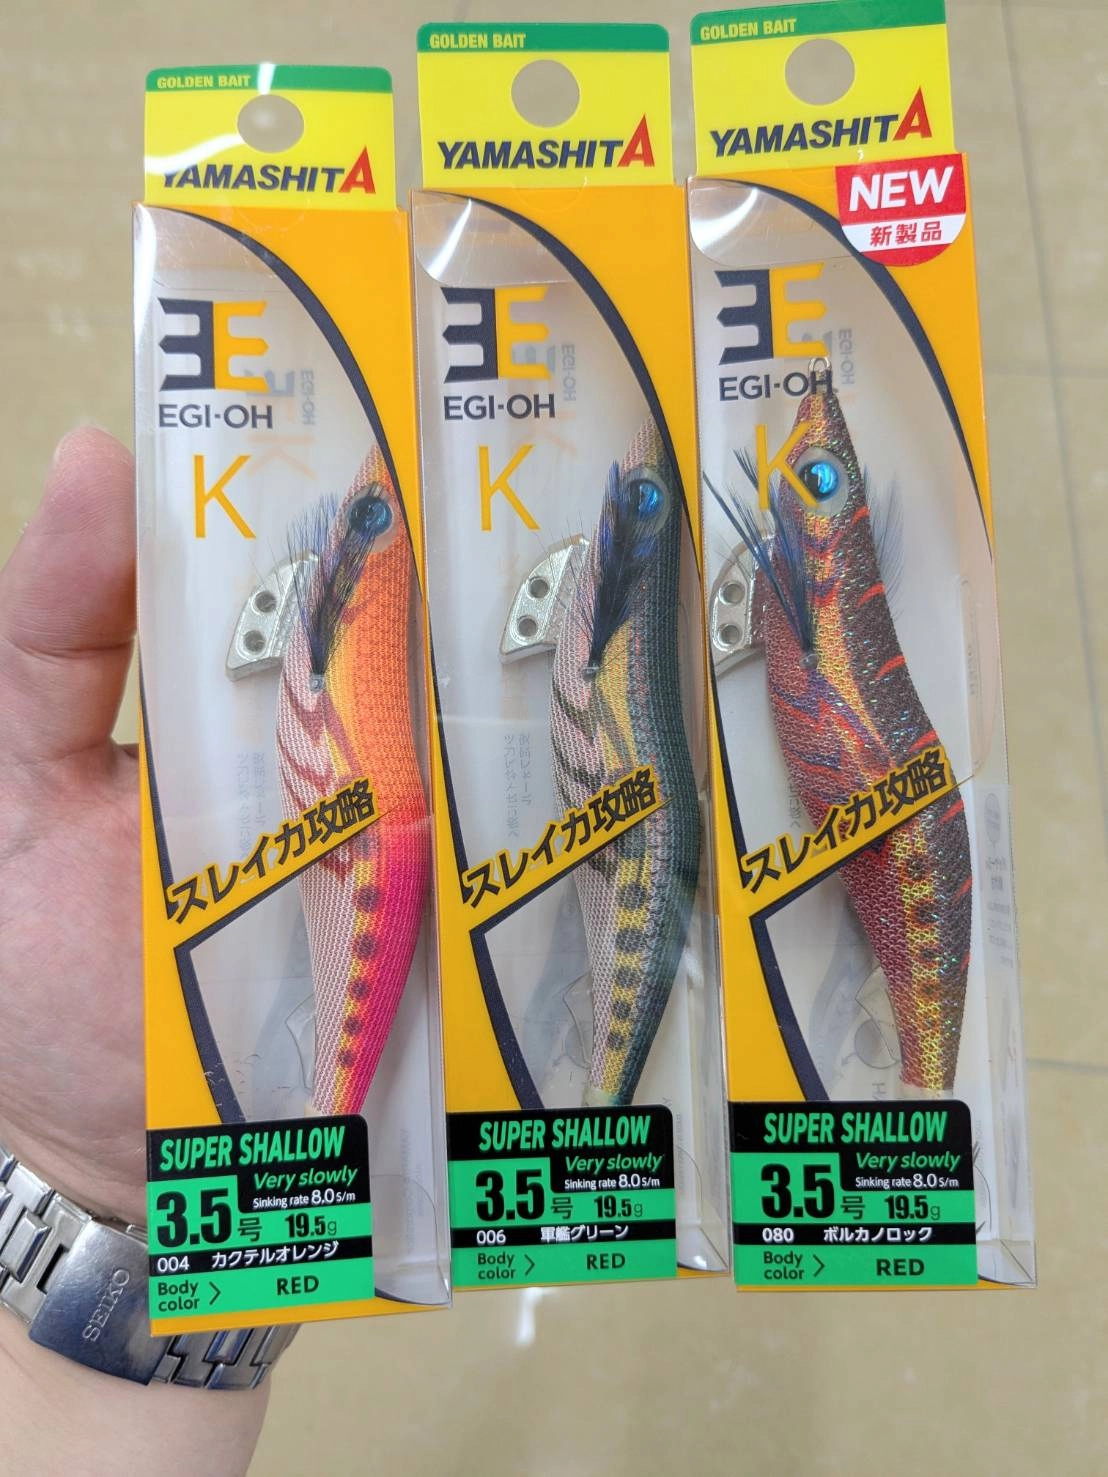 GOLDEN BAIT
YAMASHITA
EGI-OH
K
スレイカ攻略
SUPER SHALLOW
Very slowly
Sinking rate 8.0 S/m
3.5号 19.5g
004 カクテルオレンジ
Body color > RED
GOLDEN BAIT
YAMASHITA
EGI-OH
K
スレイカ攻略
SUPER SHALLOW
Very slowly
Sinking rate 8.0 S/m
3.5号 19.5g
006 軍艦グリーン
Body color > RED
GOLDEN BAIT
YAMASHITA
NEW
新製品
EGI-OH
K
スレイカ攻略
SUPER SHALLOW
Very slowly
Sinking rate 8.0 S/m
3.5号 19.5g
080 ボルカノロック
Body color > RED
SEIKO